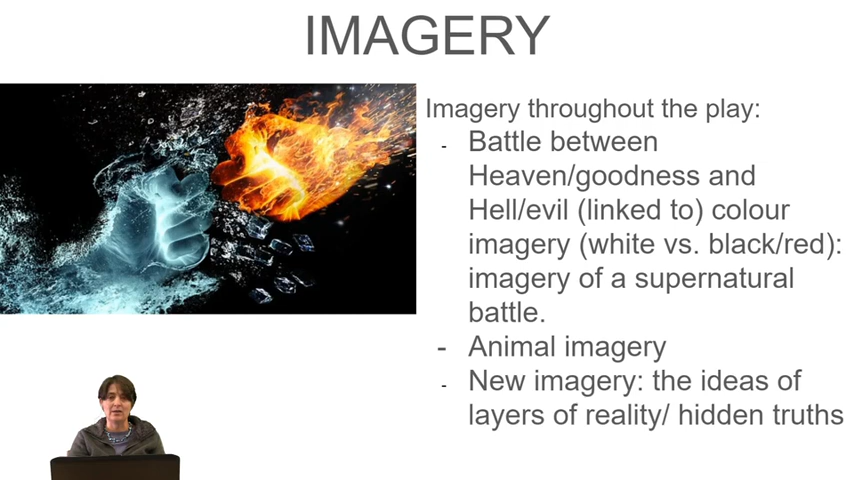 IMAGERY
Imagery throughout the play:
- Battle between
Heaven/goodness and
Hell/evil (linked to) colour
imagery (white vs. black/red):
imagery of a supernatural
battle.
- Animal imagery
- New imagery: the ideas of
layers of reality/ hidden truths